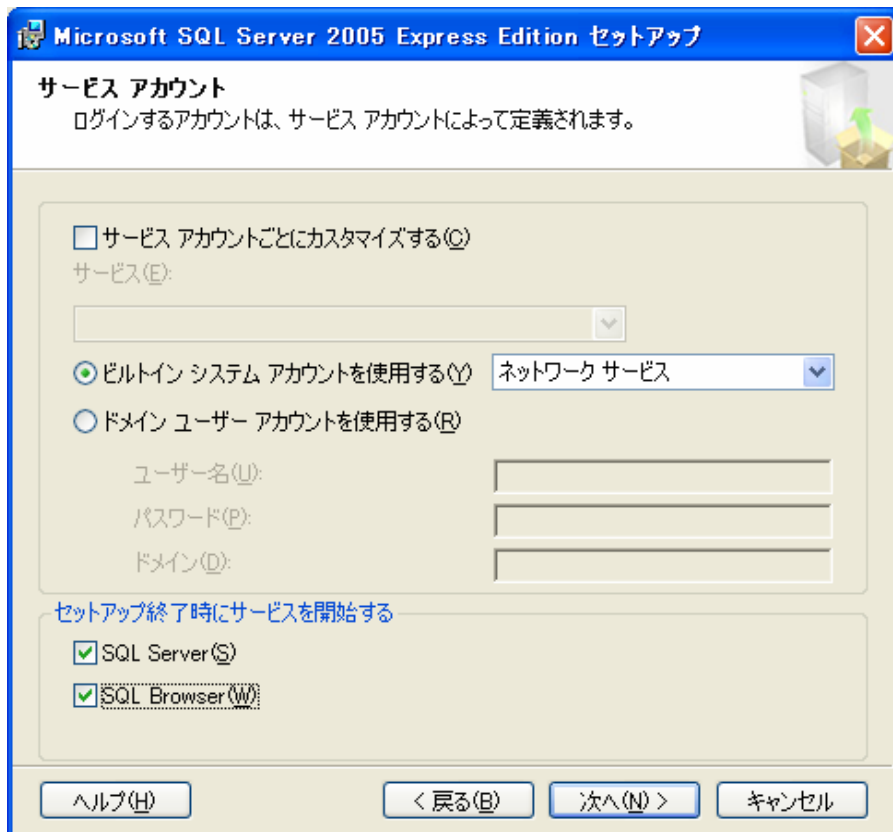 Microsoft SQL Server 2005 Express Edition セットアップ
サービス アカウント
ログインするアカウントは、サービス アカウントによって定義されます。
サービス アカウントごとにカスタマイズする(C)
サービス(E):
ビルトイン システム アカウントを使用する(Y) ネットワーク サービス
ドメイン ユーザー アカウントを使用する(R)
ユーザー名(U):
パスワード(P):
ドメイン(D):
セットアップ終了時にサービスを開始する
SQL Server(S)
SQL Browser(W)
ヘルプ(H) < 戻る(B) 次へ(N) > キャンセル